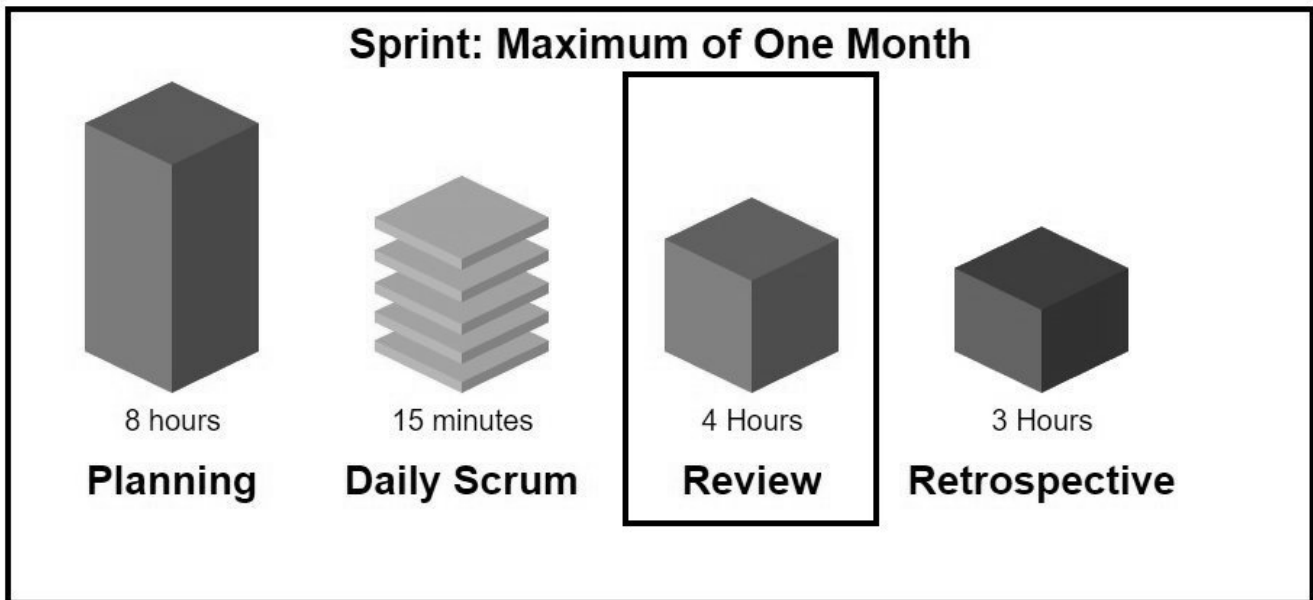 Sprint: Maximum of One Month
8 hours
15 minutes
4 Hours
3 Hours
Planning
Daily Scrum
Review
Retrospective